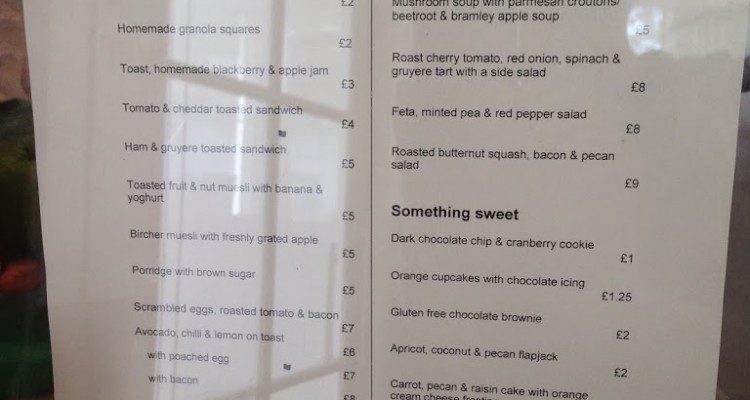 £2
Homemade granola squares
£2
Toast, homemade blackberry & apple jam
£3
Tomato & cheddar toasted sandwich
£4
Ham & gruyere toasted sandwich
£5
Toasted fruit & nut muesli with banana &
yoghurt
£5
Bircher muesli with freshly grated apple
£5
Porridge with brown sugar
£5
Scrambled eggs, roasted tomato & bacon
£7
Avocado, chilli & lemon on toast
£6
with poached egg
£7
with bacon
£8
Mushroom soup with parmesan croutons/
beetroot & bramley apple soup
£5
Roast cherry tomato, red onion, spinach &
gruyere tart with a side salad
£8
Feta, minted pea & red pepper salad
£8
Roasted butternut squash, bacon & pecan
salad
£9
Something sweet
Dark chocolate chip & cranberry cookie
£1
Orange cupcakes with chocolate icing
£1.25
Gluten free chocolate brownie
£2
Apricot, coconut & pecan flapjack
£2
Carrot, pecan & raisin cake with orange
cream cheese frosting